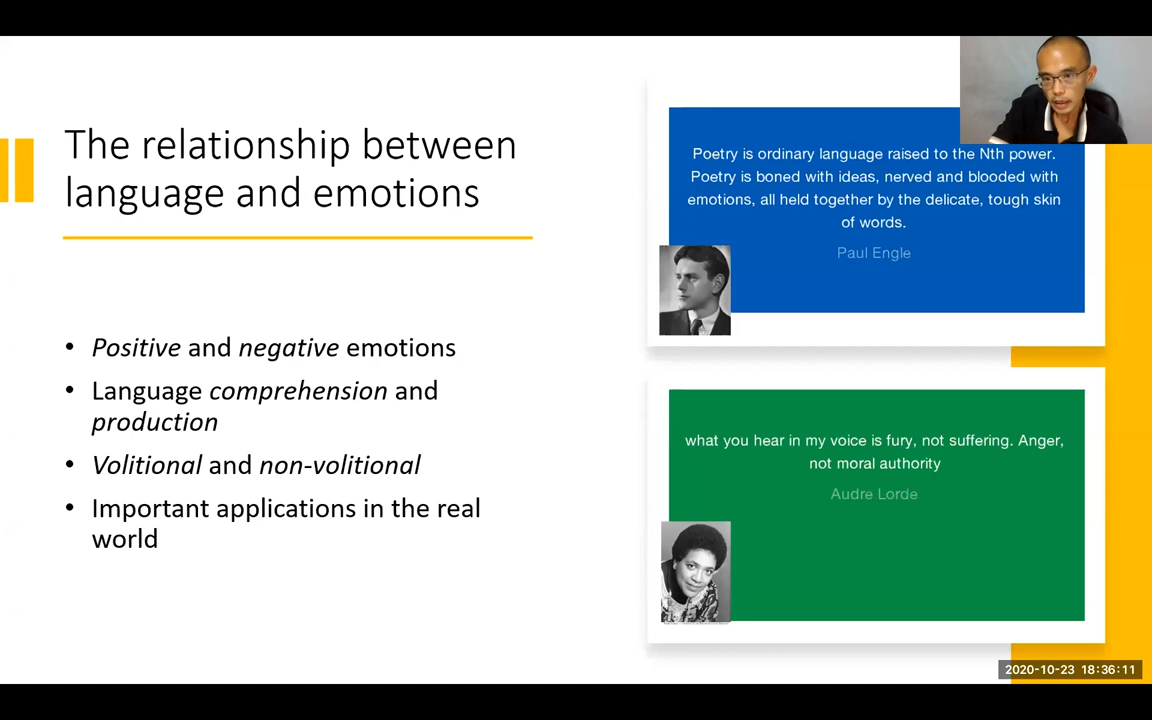 The relationship between
language and emotions
• Positive and negative emotions
• Language comprehension and
production
• Volitional and non-volitional
• Important applications in the real
world
Poetry is ordinary language raised to the Nth power.
Poetry is boned with ideas, nerved and blooded with
emotions, all held together by the delicate, tough skin
of words.
Paul Engle
what you hear in my voice is fury, not suffering. Anger,
not moral authority
Audre Lorde
2020-10-23 18:36:11